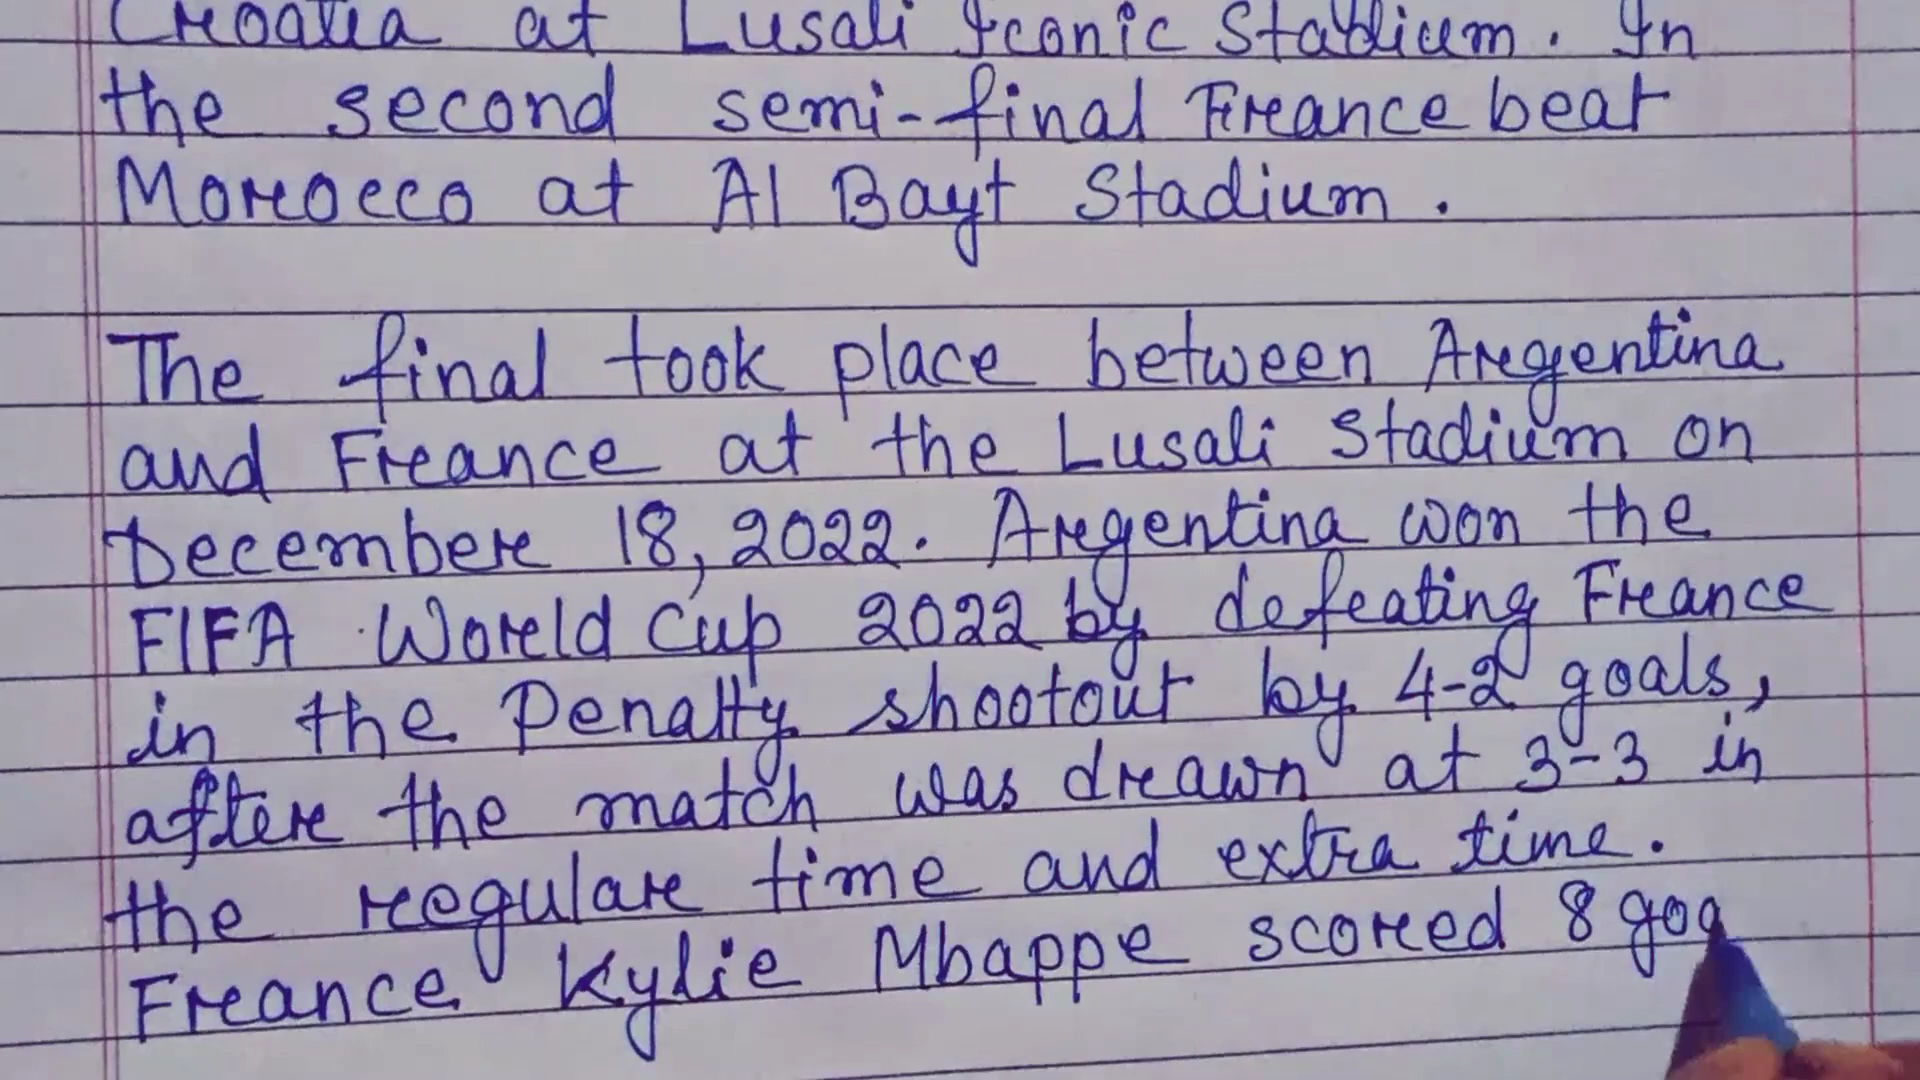 Croatia at Lusali Iconic Stadium. In
the second semi-final France beat
Morocco at Al Bayt Stadium.
The final took place between Argentina
and France at the Lusali Stadium on
December 18, 2022. Argentina won the
FIFA World Cup 2022 by defeating France
in the Penalty shootout by 4-2 goals,
after the match was drawn at 3-3 in
the regular time and extra time.
France Kylie Mbappe scored 8 goa